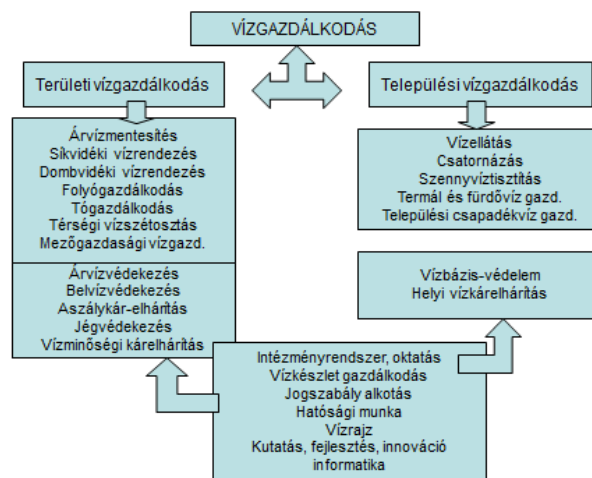 VÍZGAZDÁLKODÁS
Területi vízgazdálkodás
Települési vízgazdálkodás
Árvízmentesítés
Síkvidéki vízrendezés
Dombvidéki vízrendezés
Folyógazdálkodás
Tógazdálkodás
Térségi vízszétosztás
Mezőgazdasági vízgazd.
Árvízvédekezés
Belvízvédekezés
Aszálykár-elhárítás
Jégvédekezés
Vízminőségi kárelhárítás
Vízellátás
Csatornázás
Szennyvíztisztítás
Termál és fürdővíz gazd.
Települési csapadékvíz gazd.
Vízbázis-védelem
Helyi vízkárelhárítás
Intézményrendszer, oktatás
Vízkészlet gazdálkodás
Jogszabály alkotás
Hatósági munka
Vízrajz
Kutatás, fejlesztés, innováció
informatika